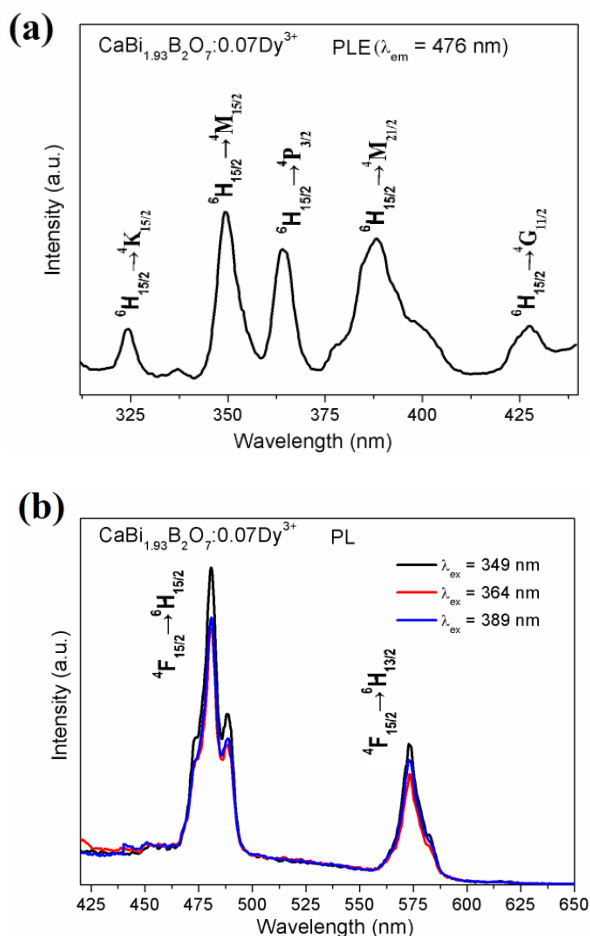 (a)
CaBi₁.₉₃B₂O₇:0.07Dy³⁺ PLE (λₑₘ = 476 nm)
⁶H₁₅/₂→⁴K₁₅/₂
⁶H₁₅/₂→⁴M₁₅/₂
⁶H₁₅/₂→⁴P₃/₂
⁶H₁₅/₂→⁴M₂₁/₂
⁶H₁₅/₂→⁴G₁₁/₂
Intensity (a.u.)
325 350 375 400 425
Wavelength (nm)
(b)
CaBi₁.₉₃B₂O₇:0.07Dy³⁺ PL
λₑₓ = 349 nm
λₑₓ = 364 nm
λₑₓ = 389 nm
⁴F₁₅/₂→⁶H₁₅/₂
⁴F₁₅/₂→⁶H₁₃/₂
Intensity (a.u.)
425 450 475 500 525 550 575 600 625 650
Wavelength (nm)